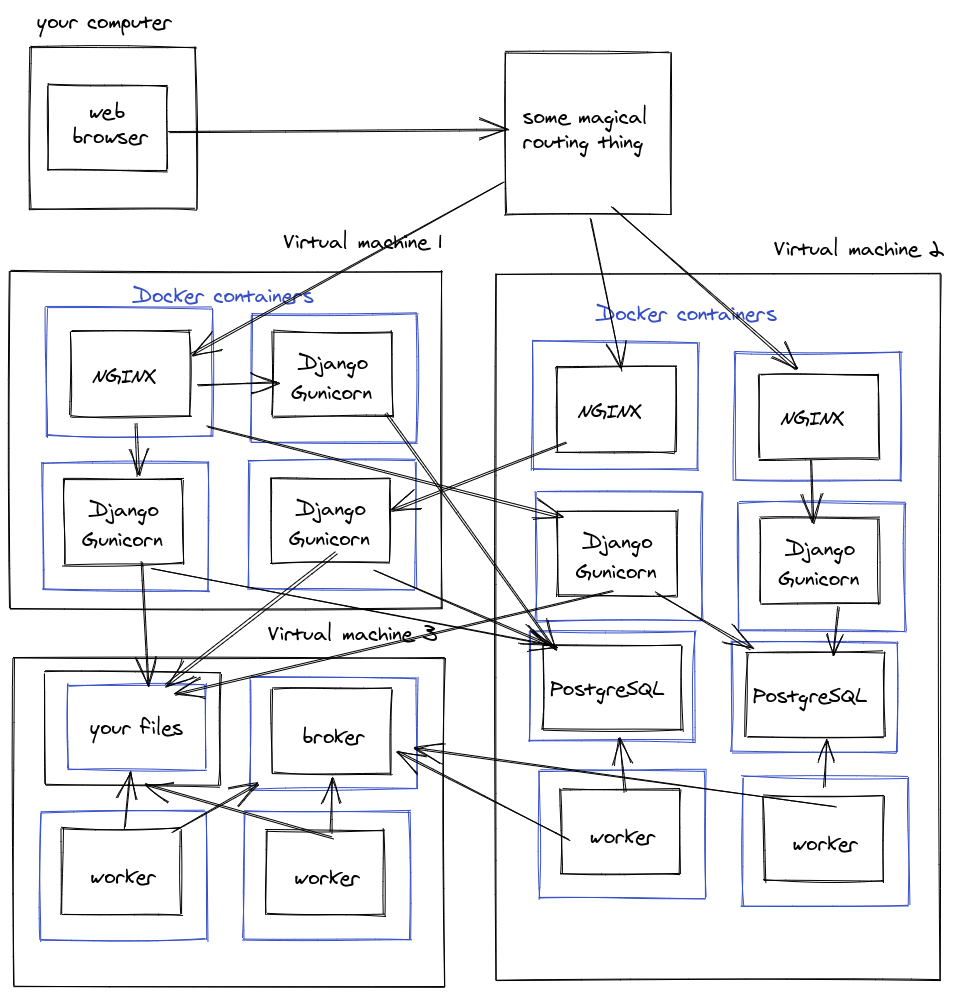 your computer
web
browser
some magical
routing thing
Virtual machine 1
Virtual machine 2
Docker containers
Docker containers
NGINX
Django
Gunicorn
NGINX
NGINX
Django
Gunicorn
Django
Gunicorn
Django
Gunicorn
Django
Gunicorn
Virtual machine 3
PostgreSQL
PostgreSQL
your files
broker
worker
worker
worker
worker